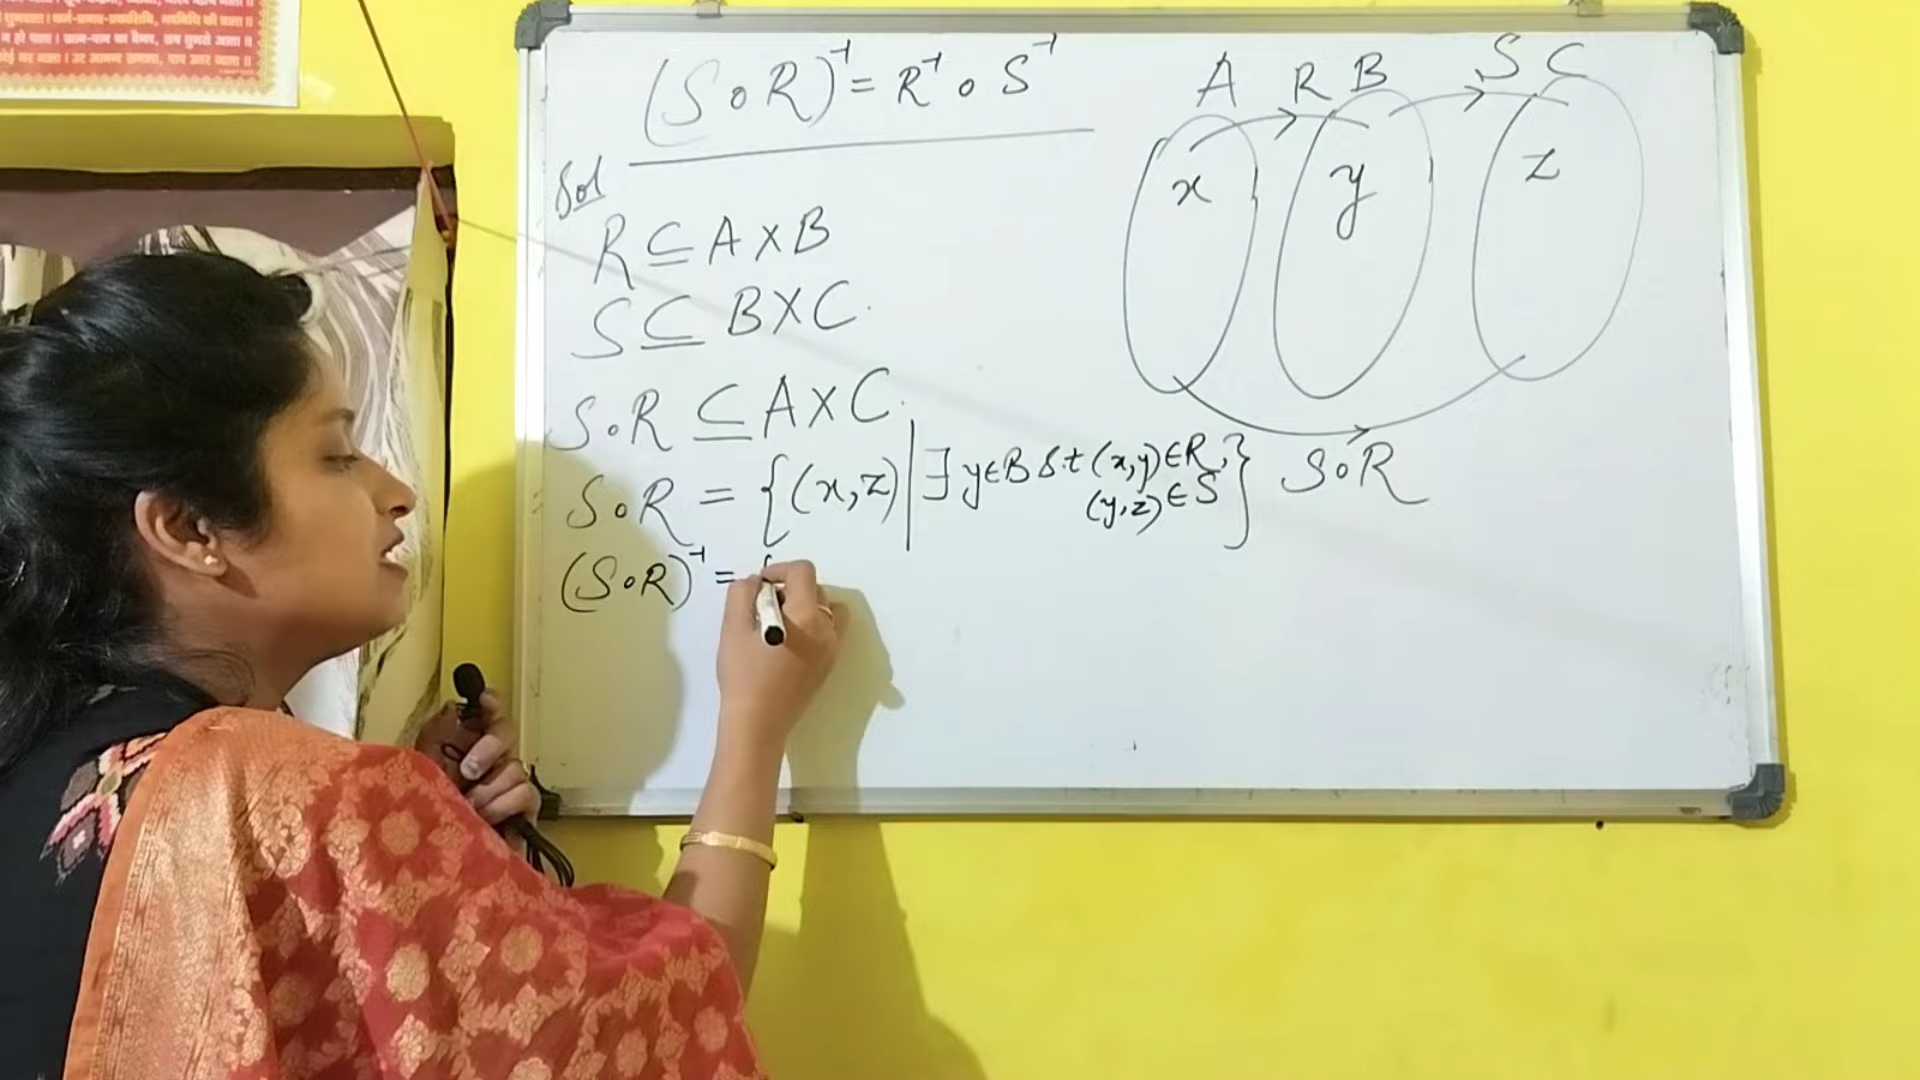 (S∘R)⁻¹ = R⁻¹ ∘ S⁻¹
Sol
R ⊆ A × B
S ⊆ B × C.
S∘R ⊆ A × C.
S∘R = {(x,z) | ∃ y∈B s.t (x,y)∈R,
(y,z)∈S }
(S∘R)⁻¹ = {
A R B S C
x y z
S∘R